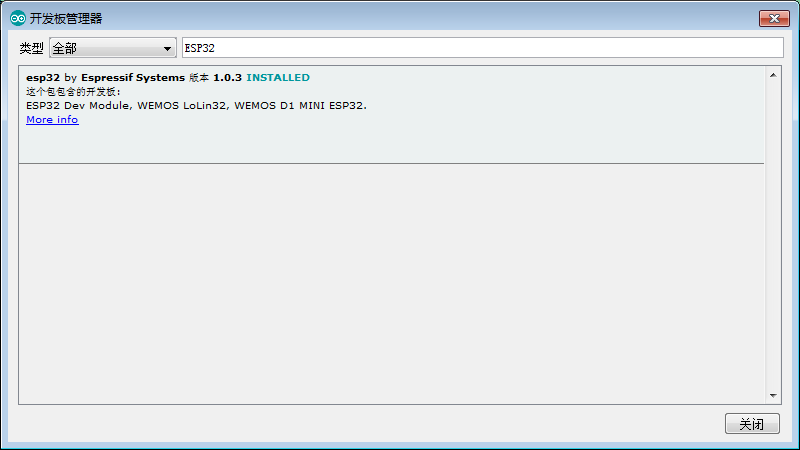 开发板管理器
类型 全部 ESP32
esp32 by Espressif Systems 版本 1.0.3 INSTALLED
这个包包含的开发板:
ESP32 Dev Module, WEMOS LoLin32, WEMOS D1 MINI ESP32.
More info
关闭